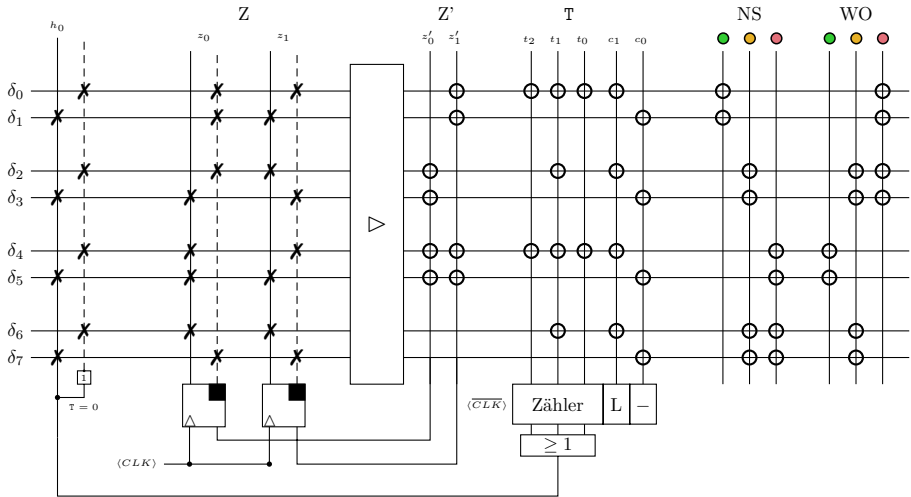 Z Z' T NS WO
h₀ z₀ z₁ z'₀ z'₁ t₂ t₁ t₀ c₁ c₀
δ₀
δ₁
δ₂
δ₃
▷
δ₄
δ₅
δ₆
δ₇
1
T = 0
⟨C̅L̅K̅⟩ Zähler L −
≥ 1
⟨CLK⟩